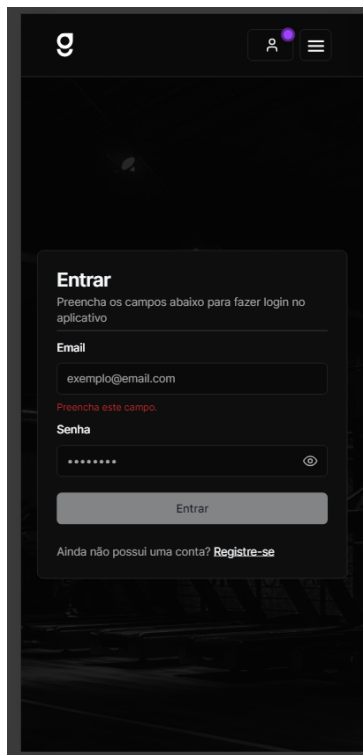 g
Entrar
Preencha os campos abaixo para fazer login no
aplicativo
Email
exemplo@email.com
Preencha este campo.
Senha
Entrar
Ainda não possui uma conta? Registre-se